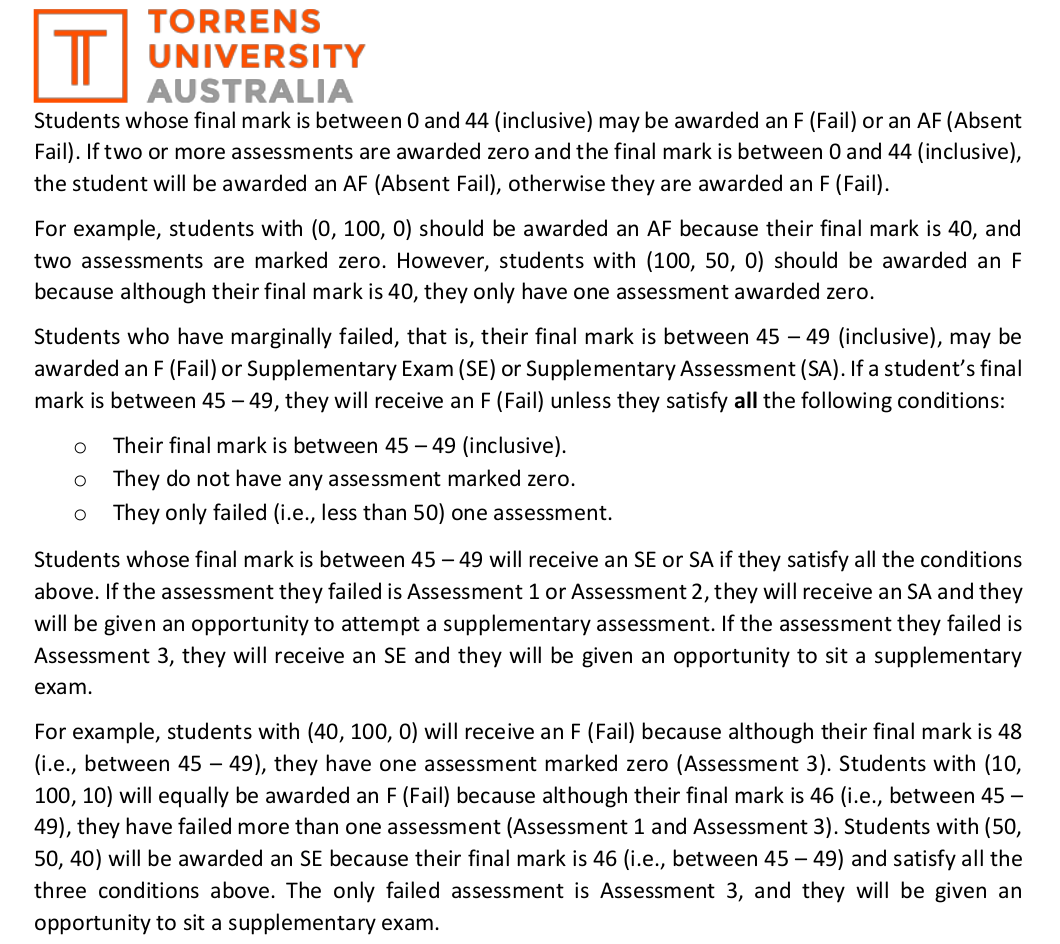 TORRENS
UNIVERSITY
AUSTRALIA
Students whose final mark is between 0 and 44 (inclusive) may be awarded an F (Fail) or an AF (Absent
Fail). If two or more assessments are awarded zero and the final mark is between 0 and 44 (inclusive),
the student will be awarded an AF (Absent Fail), otherwise they are awarded an F (Fail).
For example, students with (0, 100, 0) should be awarded an AF because their final mark is 40, and
two assessments are marked zero. However, students with (100, 50, 0) should be awarded an F
because although their final mark is 40, they only have one assessment awarded zero.
Students who have marginally failed, that is, their final mark is between 45 – 49 (inclusive), may be
awarded an F (Fail) or Supplementary Exam (SE) or Supplementary Assessment (SA). If a student’s final
mark is between 45 – 49, they will receive an F (Fail) unless they satisfy all the following conditions:
○ Their final mark is between 45 – 49 (inclusive).
○ They do not have any assessment marked zero.
○ They only failed (i.e., less than 50) one assessment.
Students whose final mark is between 45 – 49 will receive an SE or SA if they satisfy all the conditions
above. If the assessment they failed is Assessment 1 or Assessment 2, they will receive an SA and they
will be given an opportunity to attempt a supplementary assessment. If the assessment they failed is
Assessment 3, they will receive an SE and they will be given an opportunity to sit a supplementary
exam.
For example, students with (40, 100, 0) will receive an F (Fail) because although their final mark is 48
(i.e., between 45 – 49), they have one assessment marked zero (Assessment 3). Students with (10,
100, 10) will equally be awarded an F (Fail) because although their final mark is 46 (i.e., between 45 –
49), they have failed more than one assessment (Assessment 1 and Assessment 3). Students with (50,
50, 40) will be awarded an SE because their final mark is 46 (i.e., between 45 – 49) and satisfy all the
three conditions above. The only failed assessment is Assessment 3, and they will be given an
opportunity to sit a supplementary exam.